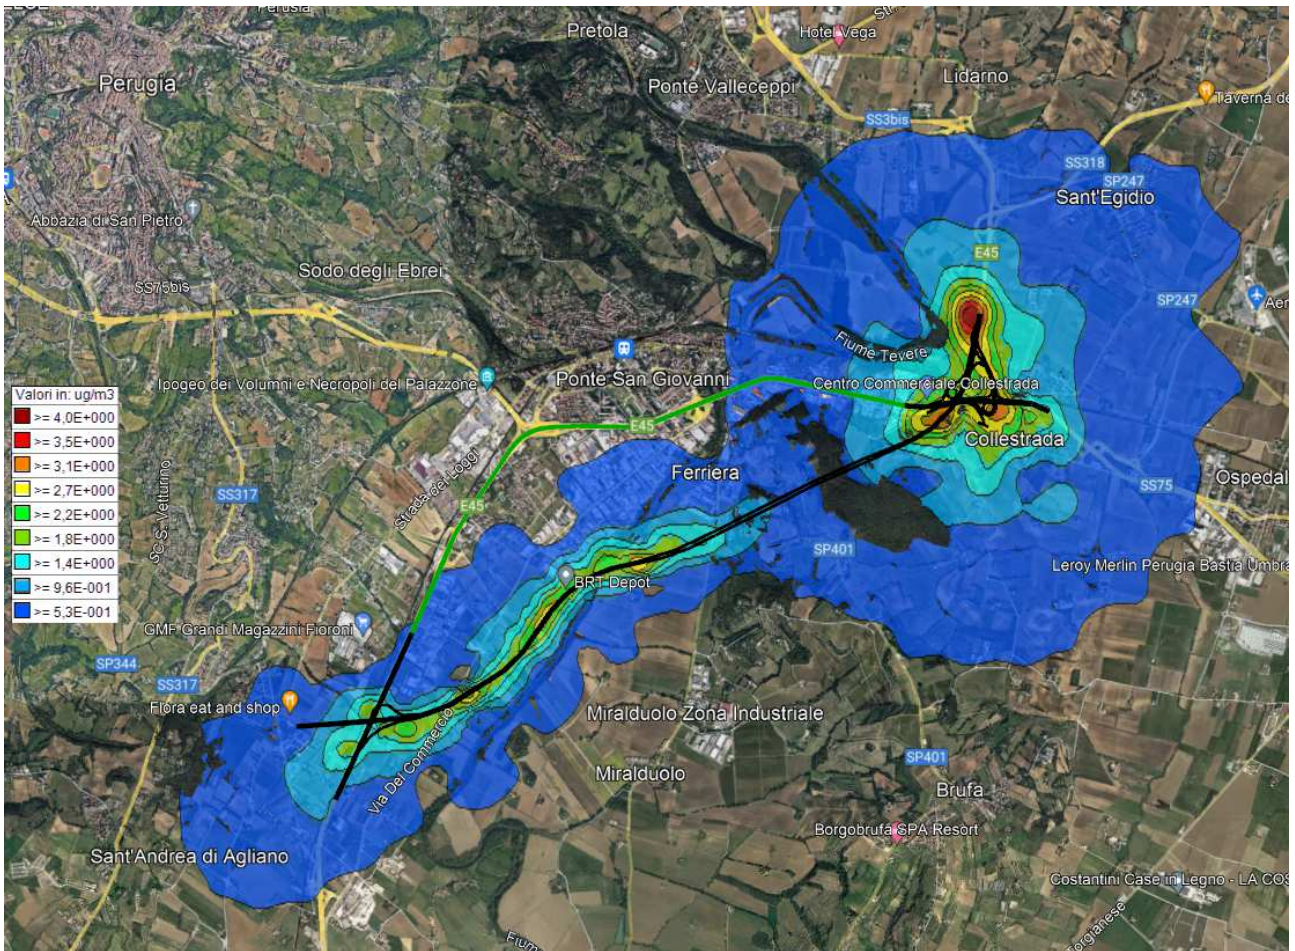 Pretola
Hotel Vega
Perugia
Ponte Valleceppi
Lidarno
SS3bis
SS318
SP247
Sant'Egidio
Abbazia di San Pietro
E45
Sodo degli Ebrei
SS75bis
SP247
Fiume Tevere
Ipogeo dei Volumni e Necropoli del Palazzone
Ponte San Giovanni
Centro Commerciale Collestrada
Valori in: ug/m3
>= 4,0E+000
>= 3,5E+000
>= 3,1E+000
>= 2,7E+000
>= 2,2E+000
>= 1,8E+000
>= 1,4E+000
>= 9,6E-001
>= 5,3E-001
E45
Collestrada
Strada dei Loggi
Ferriera
SS317
E45
SS75
SP401
Leroy Merlin Perugia Bastia Umbra
BRT Depot
GMF Grandi Magazzini Fioroni
SP344
SS317
Flora eat and shop
Via Del Commercio
Miralduolo Zona Industriale
Miralduolo
SP401
Brufa
Borgobrufa SPA Resort
Sant'Andrea di Agliano
Costantini Case in Legno - LA COS
Torgianese